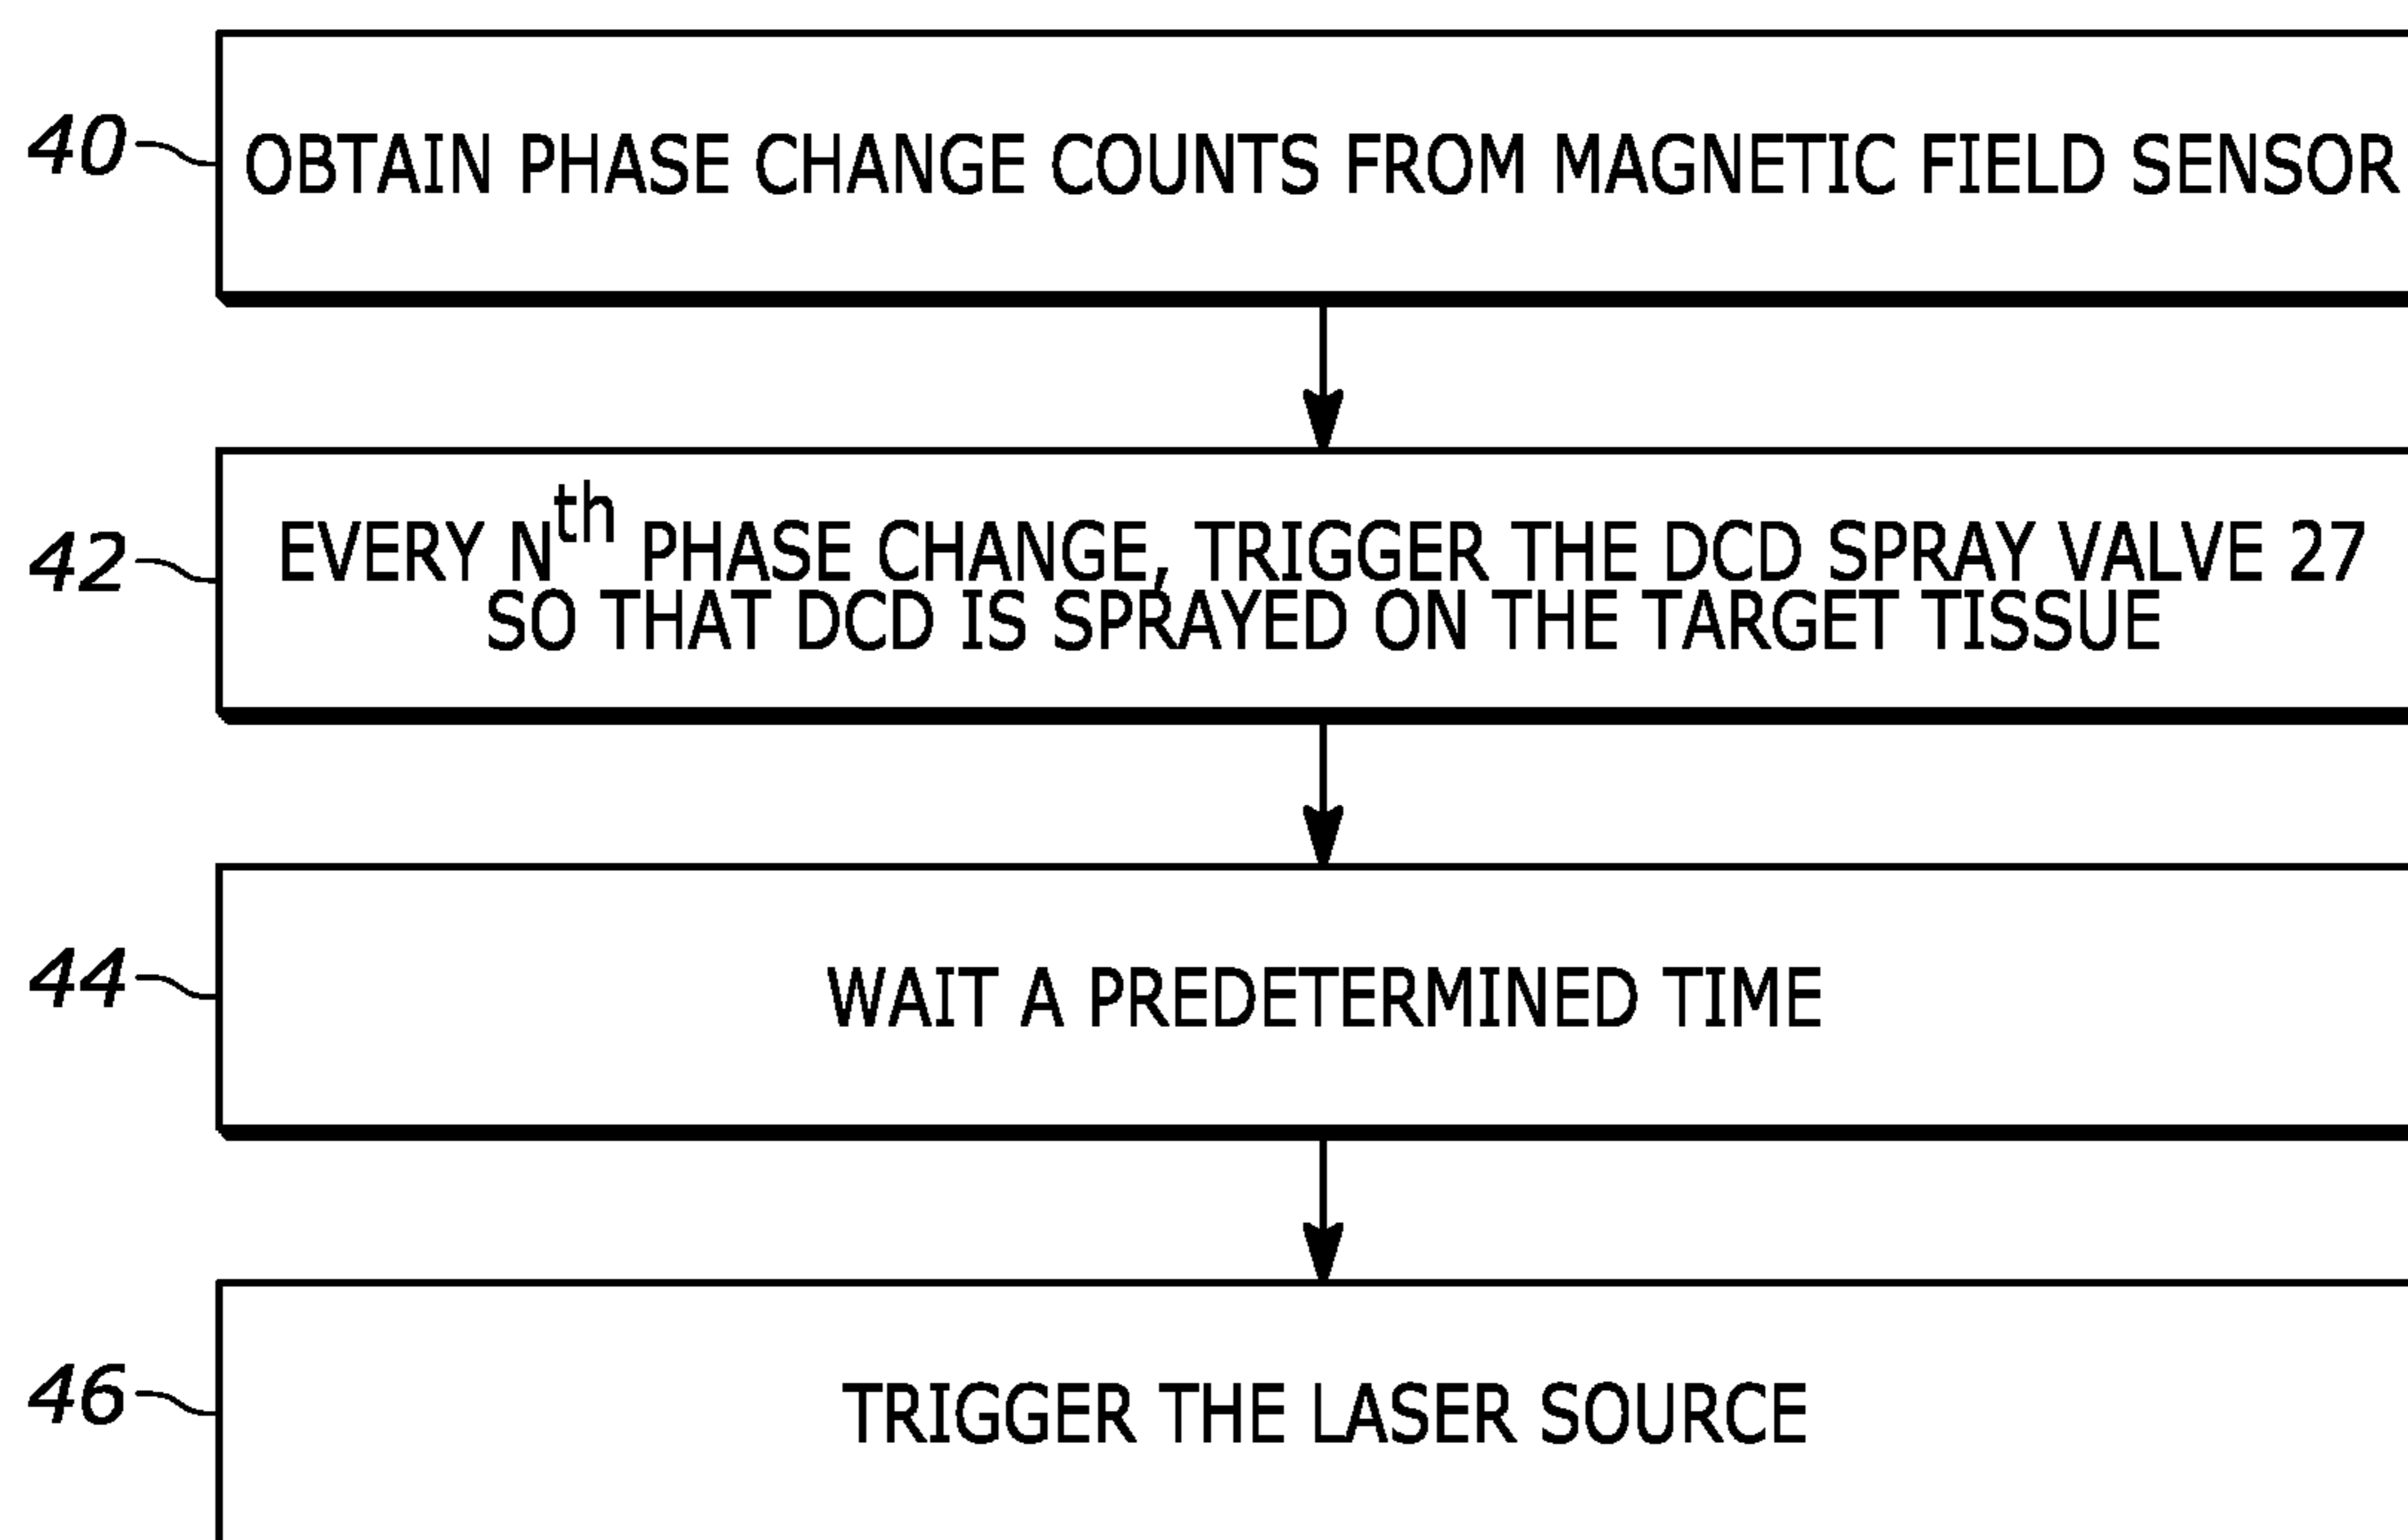 40
OBTAIN PHASE CHANGE COUNTS FROM MAGNETIC FIELD SENSOR
42
EVERY Nth PHASE CHANGE, TRIGGER THE DCD SPRAY VALVE 27
SO THAT DCD IS SPRAYED ON THE TARGET TISSUE
44
WAIT A PREDETERMINED TIME
46
TRIGGER THE LASER SOURCE